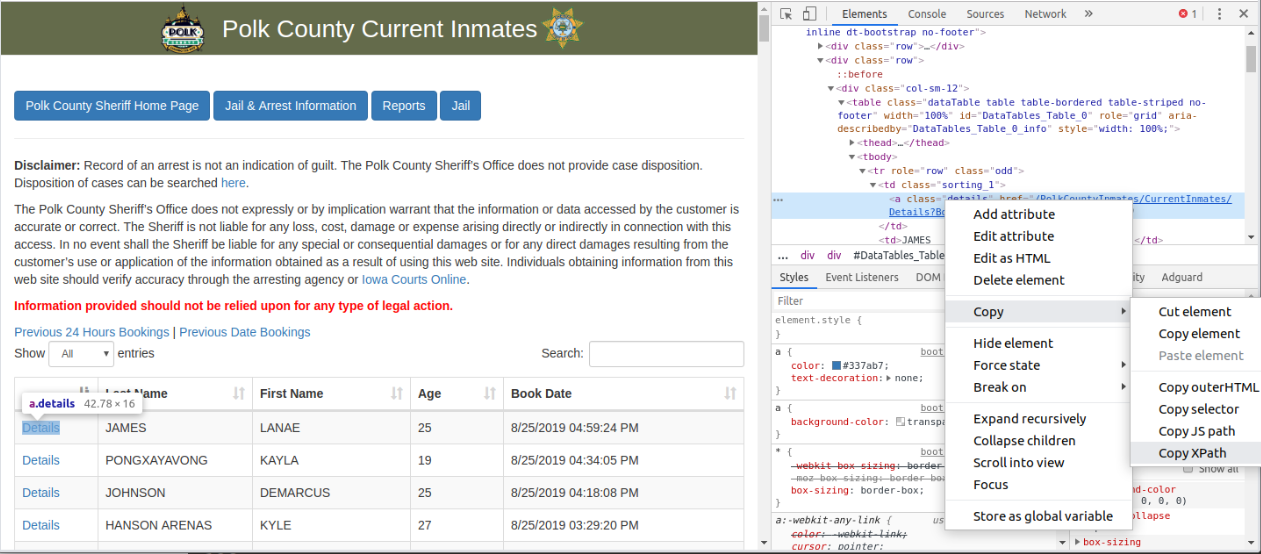 POLK
Polk County Current Inmates
Polk County Sheriff Home Page
Jail & Arrest Information
Reports
Jail
Disclaimer: Record of an arrest is not an indication of guilt. The Polk County Sheriff's Office does not provide case disposition.
Disposition of cases can be searched here.
The Polk County Sheriff's Office does not expressly or by implication warrant that the information or data accessed by the customer is
accurate or correct. The Sheriff is not liable for any loss, cost, damage or expense arising directly or indirectly in connection with this
access. In no event shall the Sheriff be liable for any special or consequential damages or for any direct damages resulting from the
customer's use or application of the information obtained as a result of using this web site. Individuals obtaining information from this
web site should verify accuracy through the arresting agency or Iowa Courts Online.
Information provided should not be relied upon for any type of legal action.
Previous 24 Hours Bookings | Previous Date Bookings
Show All entries Search:
Last Name First Name Age Book Date
a.details 42.78 × 16
Details JAMES LANAE 25 8/25/2019 04:59:24 PM
Details PONGXAYAVONG KAYLA 19 8/25/2019 04:34:05 PM
Details JOHNSON DEMARCUS 25 8/25/2019 04:18:08 PM
Details HANSON ARENAS KYLE 27 8/25/2019 03:29:20 PM
Elements Console Sources Network » 1
inline dt-bootstrap no-footer">
<div class="row">…</div>
<div class="row">
::before
<div class="col-sm-12">
<table class="dataTable table table-bordered table-striped no-
footer" width="100%" id="DataTables_Table_0" role="grid" aria-
describedby="DataTables_Table_0_info" style="width: 100%;">
<thead>…</thead>
<tbody>
<tr role="row" class="odd">
<td class="sorting_1">
… <a class="details" href="/PolkCountyInmates/CurrentInmates/
Details?Bo
</td>
<td>JAMES </td>
… div div #DataTables_Table
Styles Event Listeners DOM ity Adguard
Filter
element.style {
}
a { boot
color: #337ab7;
text-decoration: none;
}
a { boot
background-color: transpa
}
* { boot
-webkit-box-sizing: border
-moz-box-sizing: border-bo
box-sizing: border-box;
}
a:-webkit-any-link { us
color: -webkit-link;
cursor: pointer;
Add attribute
Edit attribute
Edit as HTML
Delete element
Copy
Hide element
Force state
Break on
Expand recursively
Collapse children
Scroll into view
Focus
Store as global variable
Cut element
Copy element
Paste element
Copy outerHTML
Copy selector
Copy JS path
Copy XPath
Show all
nd-color
0, 0, 0)
llapse
box-sizing